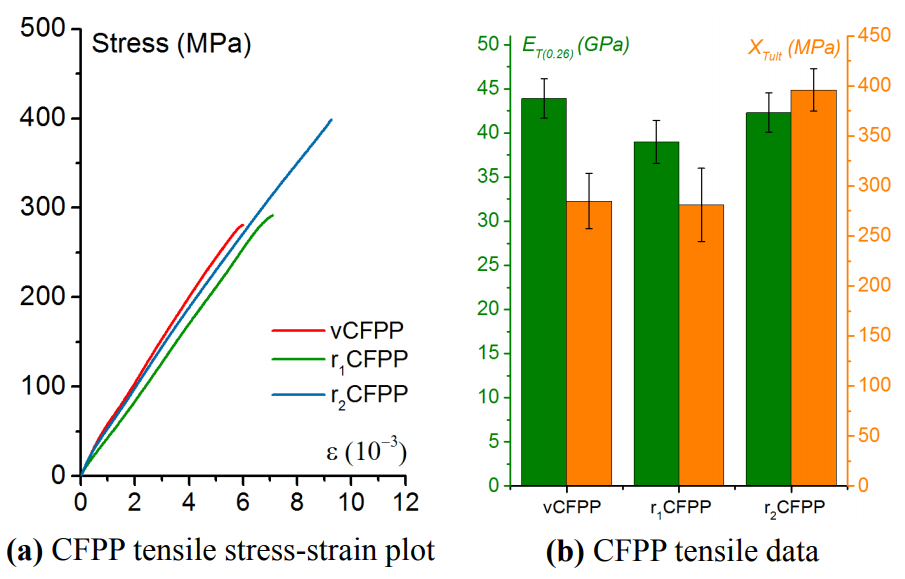 500
400
300
200
100
0
Stress (MPa)
vCFPP
r₁CFPP
r₂CFPP
ε (10⁻³)
0 2 4 6 8 10 12
(a) CFPP tensile stress-strain plot
50
45
40
35
30
25
20
15
10
5
0
E_T(0.26) (GPa)
X_Tult (MPa)
450
400
350
300
250
200
150
100
50
0
vCFPP r₁CFPP r₂CFPP
(b) CFPP tensile data